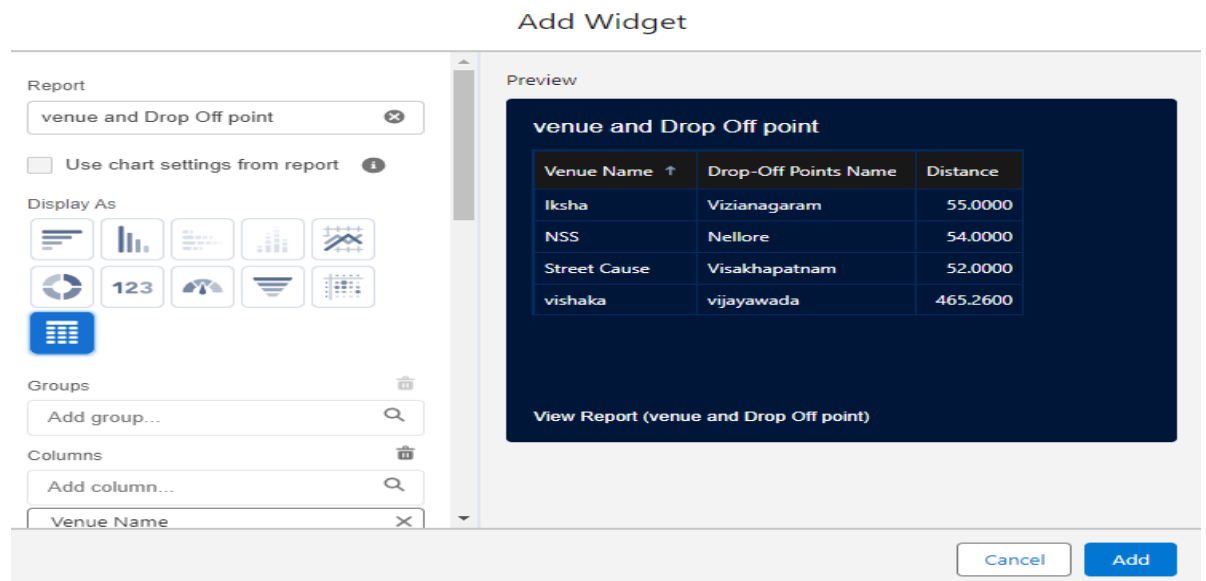 Add Widget
Report
venue and Drop Off point
Use chart settings from report
Display As
123
Groups
Add group...
Columns
Add column...
Venue Name
Preview
venue and Drop Off point
Venue Name ↑ Drop-Off Points Name Distance
Iksha Vizianagaram 55.0000
NSS Nellore 54.0000
Street Cause Visakhapatnam 52.0000
vishaka vijayawada 465.2600
View Report (venue and Drop Off point)
Cancel Add